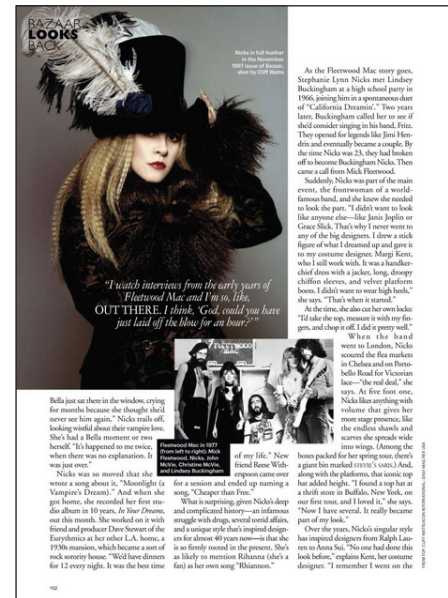 BAZAAR
LOOKS
BACK
Nicks in full feather
in the November
1997 issue of Bazaar,
shot by Cliff Watts
"I watch interviews from the early years of
Fleetwood Mac and I'm so, like,
OUT THERE. I think, 'God, could you have
just laid off the blow for an hour?'"
Bella just sat there in the window, crying
for months because she thought she'd
never see him again," Nicks trails off,
looking wistful about their vampire love.
She's had a Bella moment or two
herself. "It's happened to me twice,
when there was no explanation. It
was just over."
Nicks was so moved that she
wrote a song about it, "Moonlight (a
Vampire's Dream)." And when she
got home, she recorded her first stu-
dio album in 10 years, In Your Dreams,
out this month. She worked on it with
friend and producer Dave Stewart of the
Eurythmics at her other L.A. home, a
1930s mansion, which became a sort of
rock sorority house. "We'd have dinners
for 12 every night. It was the best time
FLEETWOOD
Fleetwood Mac in 1977
(from left to right): Mick
Fleetwood, Nicks, John
McVie, Christine McVie,
and Lindsey Buckingham
of my life." New
friend Reese With-
erspoon came over
for a session and ended up naming a
song, "Cheaper than Free."
What is surprising, given Nicks's deep
and complicated history—an infamous
struggle with drugs, several torrid affairs,
and a unique style that's inspired design-
ers for almost 40 years now—is that she
is so firmly rooted in the present. She's
as likely to mention Rihanna (she's a
fan) as her own song "Rhiannon."
As the Fleetwood Mac story goes,
Stephanie Lynn Nicks met Lindsey
Buckingham at a high school party in
1966, joining him in a spontaneous duet
of "California Dreamin'." Two years
later, Buckingham called her to see if
she'd consider singing in his band, Fritz.
They opened for legends like Jimi Hen-
drix and eventually became a couple. By
the time Nicks was 23, they had broken
off to become Buckingham Nicks. Then
came a call from Mick Fleetwood.
Suddenly, Nicks was part of the main
event, the frontwoman of a world-
famous band, and she knew she needed
to look the part. "I didn't want to look
like anyone else—like Janis Joplin or
Grace Slick. That's why I never went to
any of the big designers. I drew a stick
figure of what I dreamed up and gave it
to my costume designer, Margi Kent,
who I still work with. It was a handker-
chief dress with a jacket, long, droopy
chiffon sleeves, and velvet platform
boots. I didn't want to wear high heels,"
she says. "That's when it started."
At the time, she also cut her own locks:
"I'd take the top, measure it with my fin-
gers, and chop it off. I did it pretty well."
When the band
went to London, Nicks
scoured the flea markets
in Chelsea and on Porto-
bello Road for Victorian
lace—"the real deal," she
says. At five foot one,
Nicks likes anything with
volume that gives her
more stage presence, like
the endless shawls and
scarves she spreads wide
into wings. (Among the
boxes packed for her spring tour, there's
a giant bin marked STEVIE'S SARIS.) And,
along with the platforms, that iconic top
hat added height. "I found a top hat at
a thrift store in Buffalo, New York, on
our first tour, and I loved it," she says.
"Now I have several. It really became
part of my look."
Over the years, Nicks's singular style
has inspired designers from Ralph Lau-
ren to Anna Sui. "No one had done this
look before," explains Kent, her costume
designer. "I remember I went on the
152